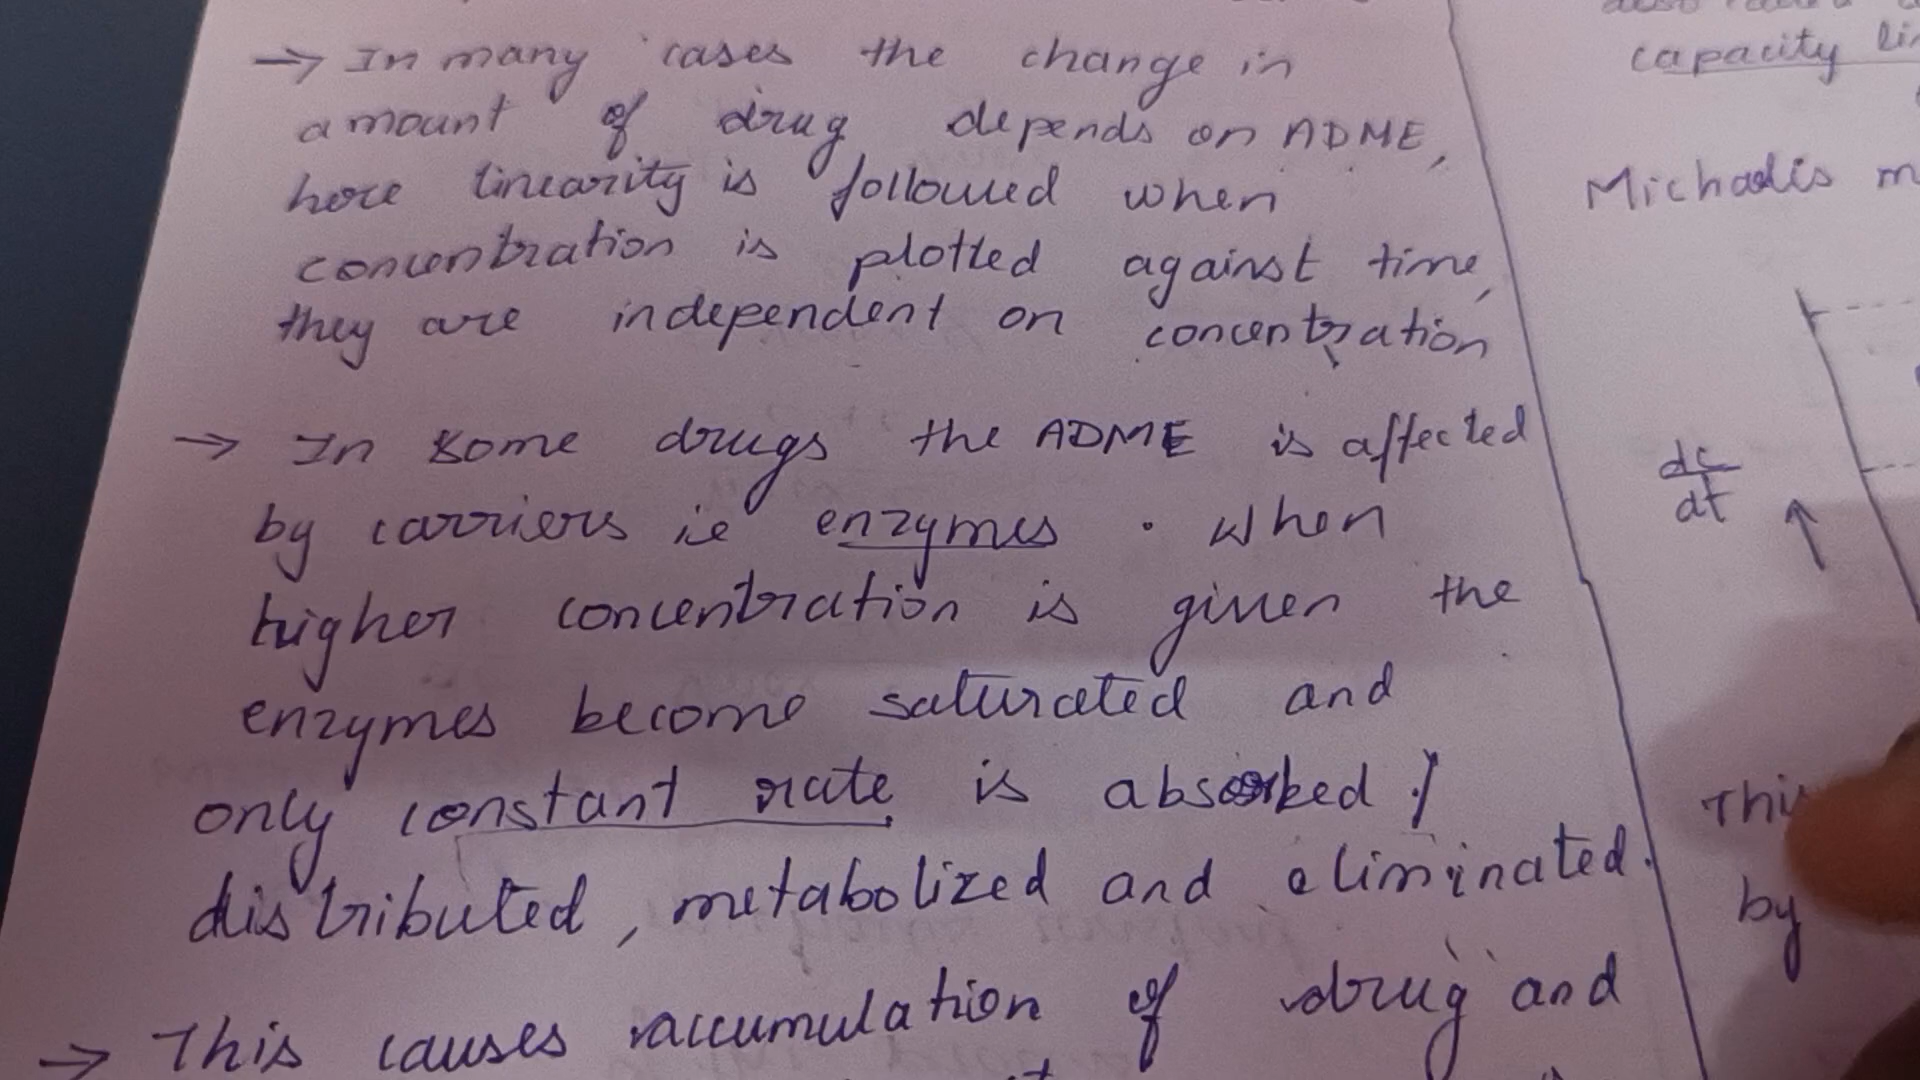 → In many cases the change in
amount of drug depends on ADME,
here linearity is followed when
concentration is plotted against time,
they are independent on concentration
→ In some drugs the ADME is affected
by carriers ie enzymes. When
higher concentration is given the
enzymes become saturated and
only constant rate is absorbed /
distributed, metabolized and eliminated.
→ This causes accumulation of drug and
capacity
Michaelis
dc
dt
↑
This
by